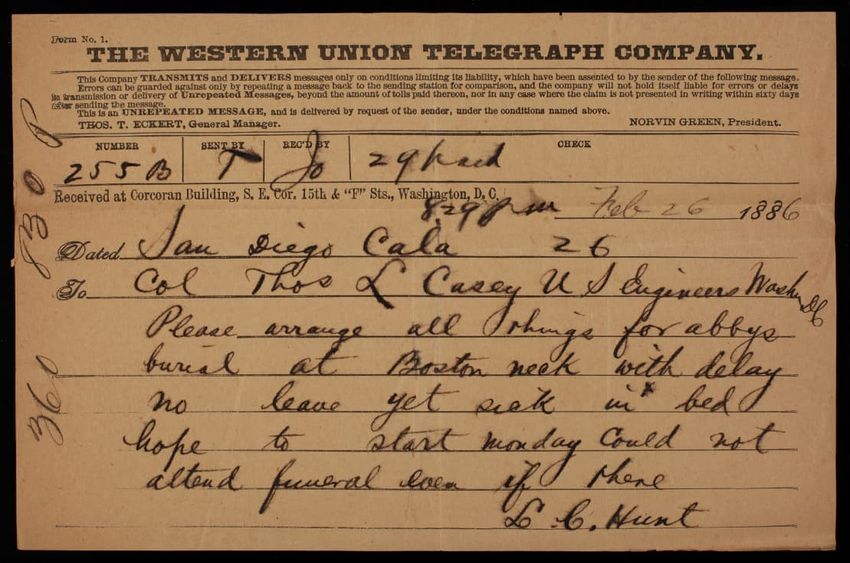 Form No. 1.
THE WESTERN UNION TELEGRAPH COMPANY.
This Company TRANSMITS and DELIVERS messages only on conditions limiting its liability, which have been assented to by the sender of the following message.
Errors can be guarded against only by repeating a message back to the sending station for comparison, and the company will not hold itself liable for errors or delays
in transmission or delivery of Unrepeated Messages, beyond the amount of tolls paid thereon, nor in any case where the claim is not presented in writing within sixty days
after sending the message.
This is an UNREPEATED MESSAGE, and is delivered by request of the sender, under the conditions named above.
THOS. T. ECKERT, General Manager. NORVIN GREEN, President.
NUMBER SENT BY REC'D BY CHECK
255 B T Jo 29
Received at Corcoran Building, S. E. Cor. 15th & "F" Sts., Washington, D. C.
8.29 pm Feb 26 1886
Dated San Diego Cala 26
To Col Thos L Casey U S Engineers Washn DC
Please arrange all things for abbys
burial at Boston neck with delay
no leave yet sick in bed
hope to start monday Could not
attend funeral even if there
L. C. Hunt
830 P
360